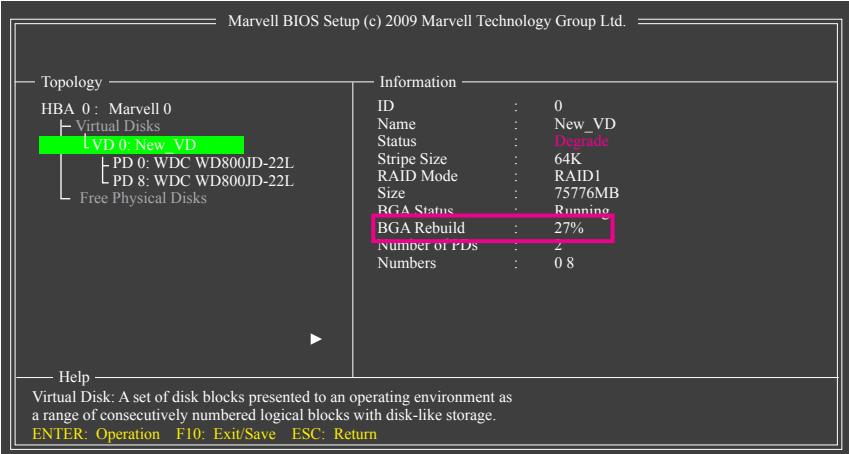 Marvell BIOS Setup (c) 2009 Marvell Technology Group Ltd.
Topology
HBA 0 : Marvell 0
Virtual Disks
VD 0: New_VD
PD 0: WDC WD800JD-22L
PD 8: WDC WD800JD-22L
Free Physical Disks
Information
ID : 0
Name : New_VD
Status : Degrade
Stripe Size : 64K
RAID Mode : RAID1
Size : 75776MB
BGA Status : Running
BGA Rebuild : 27%
Number of PDs : 2
Numbers : 0 8
Help
Virtual Disk: A set of disk blocks presented to an operating environment as
a range of consecutively numbered logical blocks with disk-like storage.
ENTER: Operation F10: Exit/Save ESC: Return